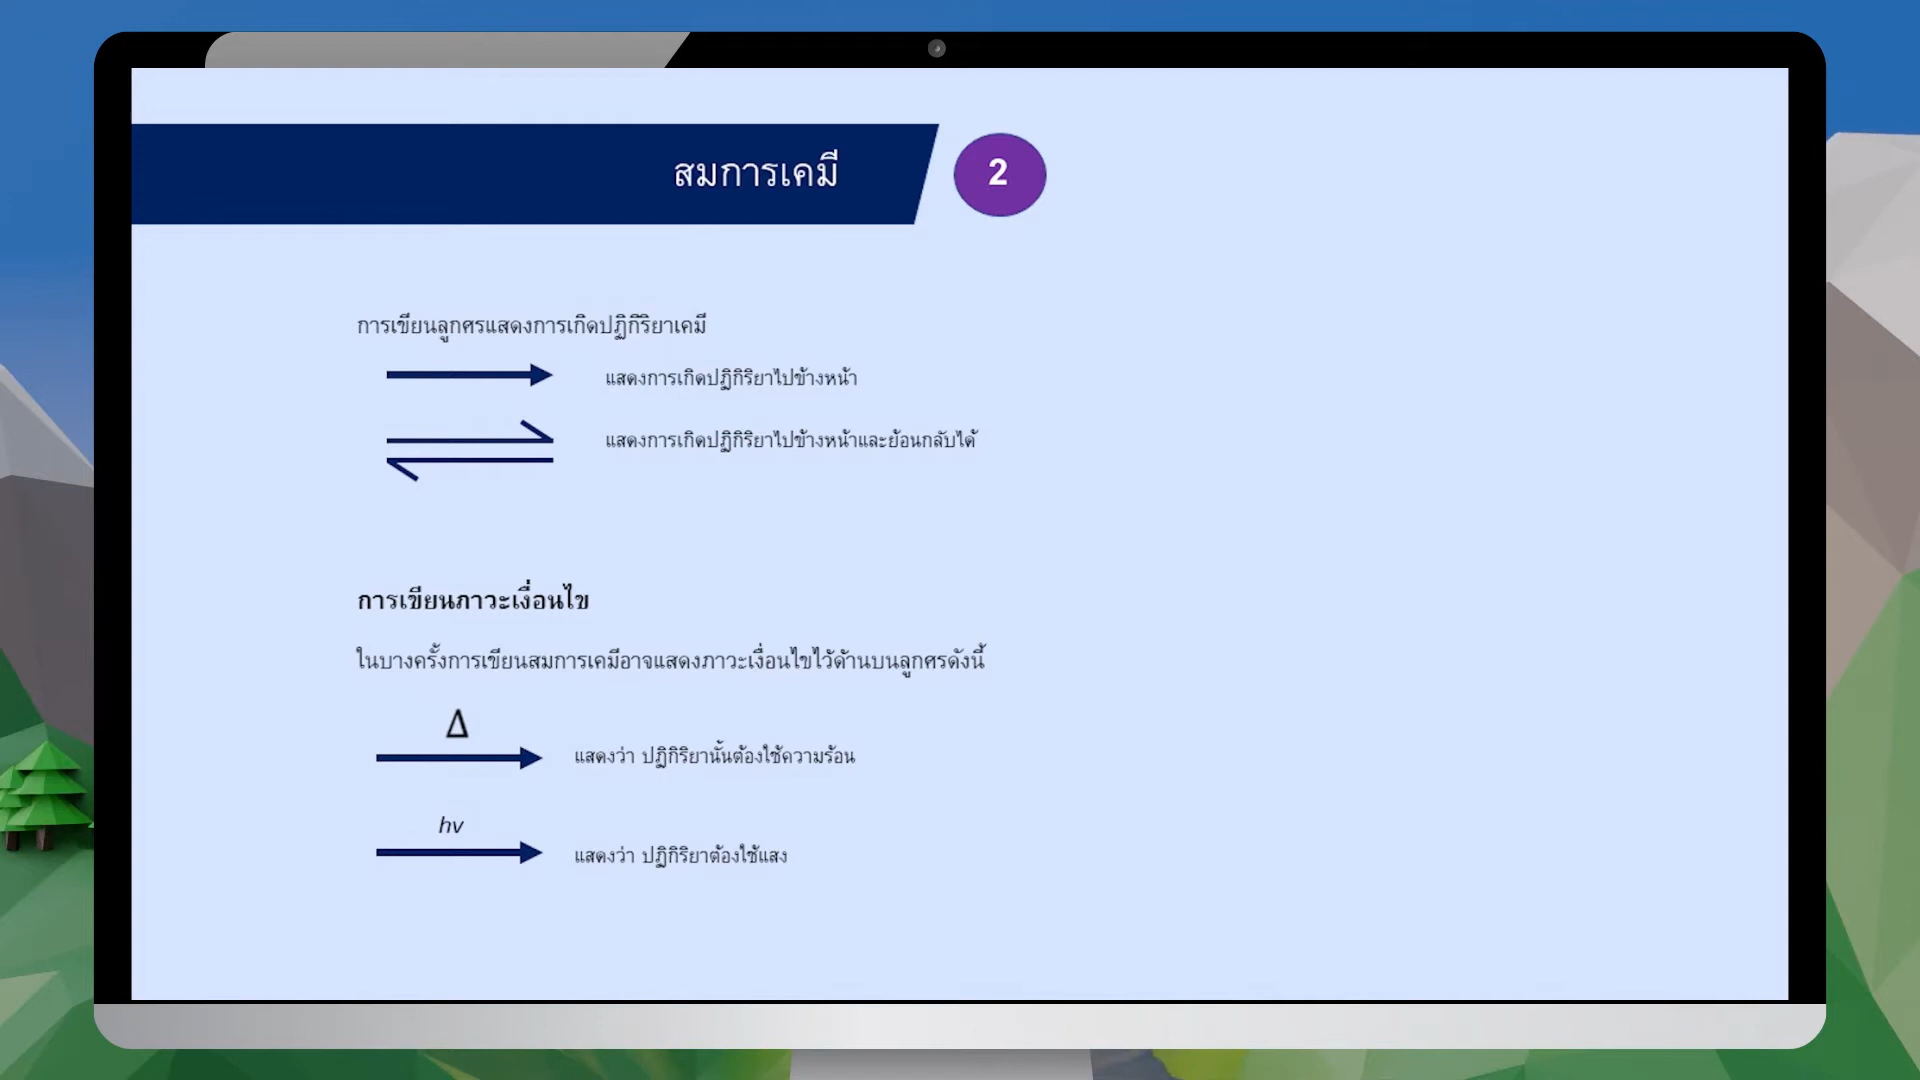 สมการเคมี
2
การเขียนลูกศรแสดงการเกิดปฏิกิริยาเคมี
แสดงการเกิดปฏิกิริยาไปข้างหน้า
แสดงการเกิดปฏิกิริยาไปข้างหน้าและย้อนกลับได้
การเขียนภาวะเงื่อนไข
ในบางครั้งการเขียนสมการเคมีอาจแสดงภาวะเงื่อนไขไว้ด้านบนลูกศรดังนี้
Δ
แสดงว่า ปฏิกิริยานั้นต้องใช้ความร้อน
hv
แสดงว่า ปฏิกิริยาต้องใช้แสง